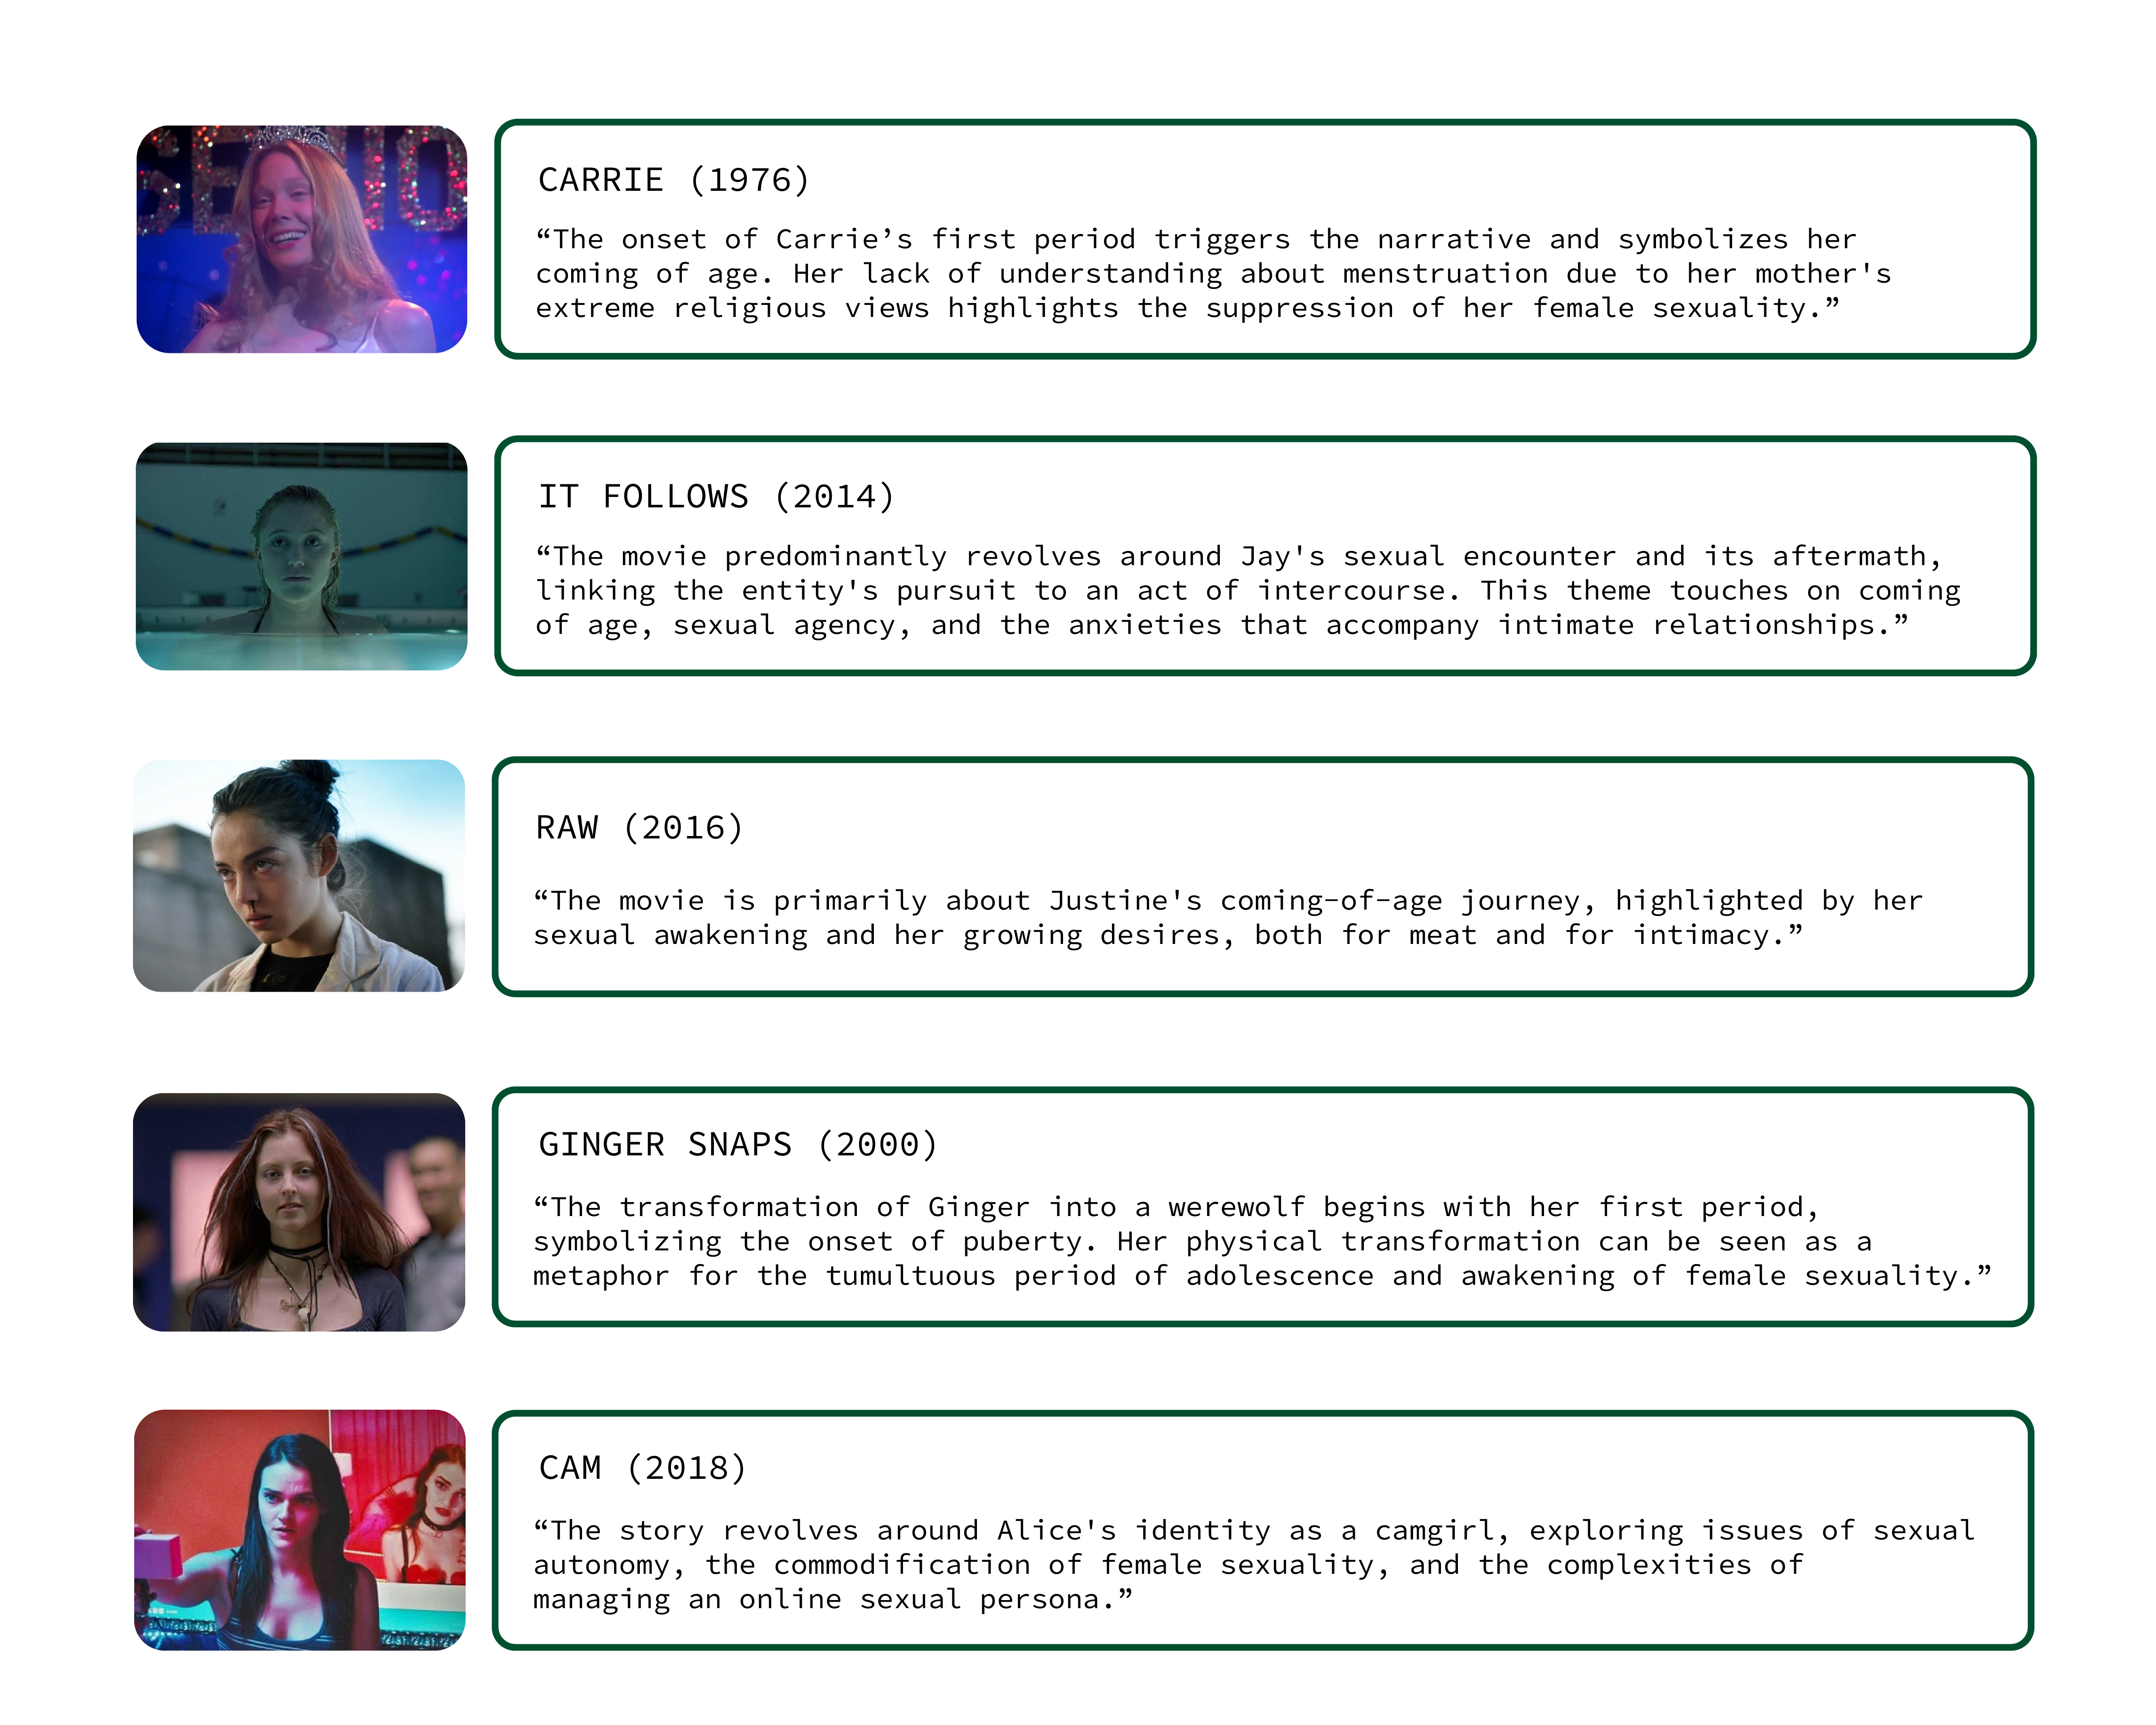 SENIO
CARRIE (1976)
“The onset of Carrie’s first period triggers the narrative and symbolizes her
coming of age. Her lack of understanding about menstruation due to her mother's
extreme religious views highlights the suppression of her female sexuality.”
IT FOLLOWS (2014)
“The movie predominantly revolves around Jay's sexual encounter and its aftermath,
linking the entity's pursuit to an act of intercourse. This theme touches on coming
of age, sexual agency, and the anxieties that accompany intimate relationships.”
RAW (2016)
“The movie is primarily about Justine's coming-of-age journey, highlighted by her
sexual awakening and her growing desires, both for meat and for intimacy.”
GINGER SNAPS (2000)
“The transformation of Ginger into a werewolf begins with her first period,
symbolizing the onset of puberty. Her physical transformation can be seen as a
metaphor for the tumultuous period of adolescence and awakening of female sexuality.”
CAM (2018)
“The story revolves around Alice's identity as a camgirl, exploring issues of sexual
autonomy, the commodification of female sexuality, and the complexities of
managing an online sexual persona.”